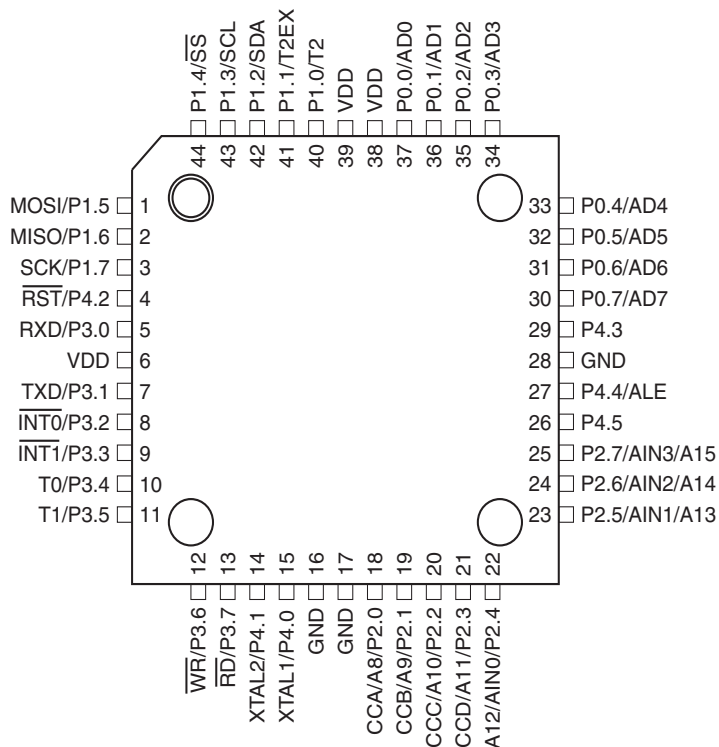 P1.4/S̅S̅
P1.3/SCL
P1.2/SDA
P1.1/T2EX
P1.0/T2
VDD
VDD
P0.0/AD0
P0.1/AD1
P0.2/AD2
P0.3/AD3
44
43
42
41
40
39
38
37
36
35
34
MOSI/P1.5 1
MISO/P1.6 2
SCK/P1.7 3
R̅S̅T̅/P4.2 4
RXD/P3.0 5
VDD 6
TXD/P3.1 7
I̅N̅T̅0̅/P3.2 8
I̅N̅T̅1̅/P3.3 9
T0/P3.4 10
T1/P3.5 11
33 P0.4/AD4
32 P0.5/AD5
31 P0.6/AD6
30 P0.7/AD7
29 P4.3
28 GND
27 P4.4/ALE
26 P4.5
25 P2.7/AIN3/A15
24 P2.6/AIN2/A14
23 P2.5/AIN1/A13
12
13
14
15
16
17
18
19
20
21
22
W̅R̅/P3.6
R̅D̅/P3.7
XTAL2/P4.1
XTAL1/P4.0
GND
GND
CCA/A8/P2.0
CCB/A9/P2.1
CCC/A10/P2.2
CCD/A11/P2.3
A12/AIN0/P2.4